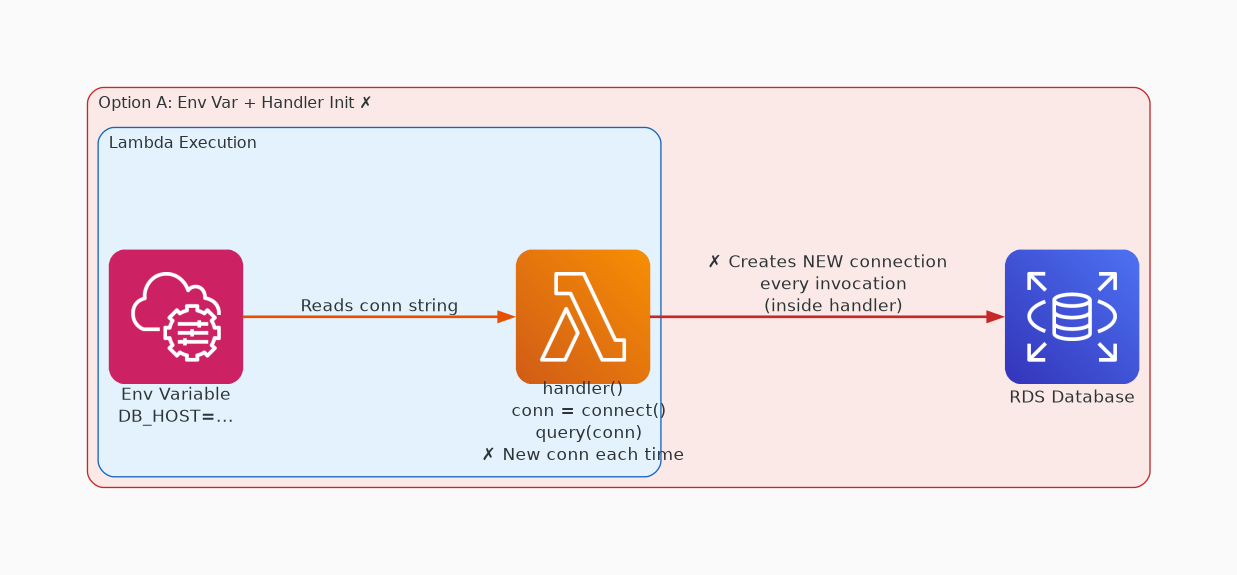 Option A: Env Var + Handler Init ✗
Lambda Execution
Reads conn string
✗ Creates NEW connection
every invocation
(inside handler)
Env Variable
DB_HOST=...
handler()
conn = connect()
query(conn)
✗ New conn each time
RDS Database